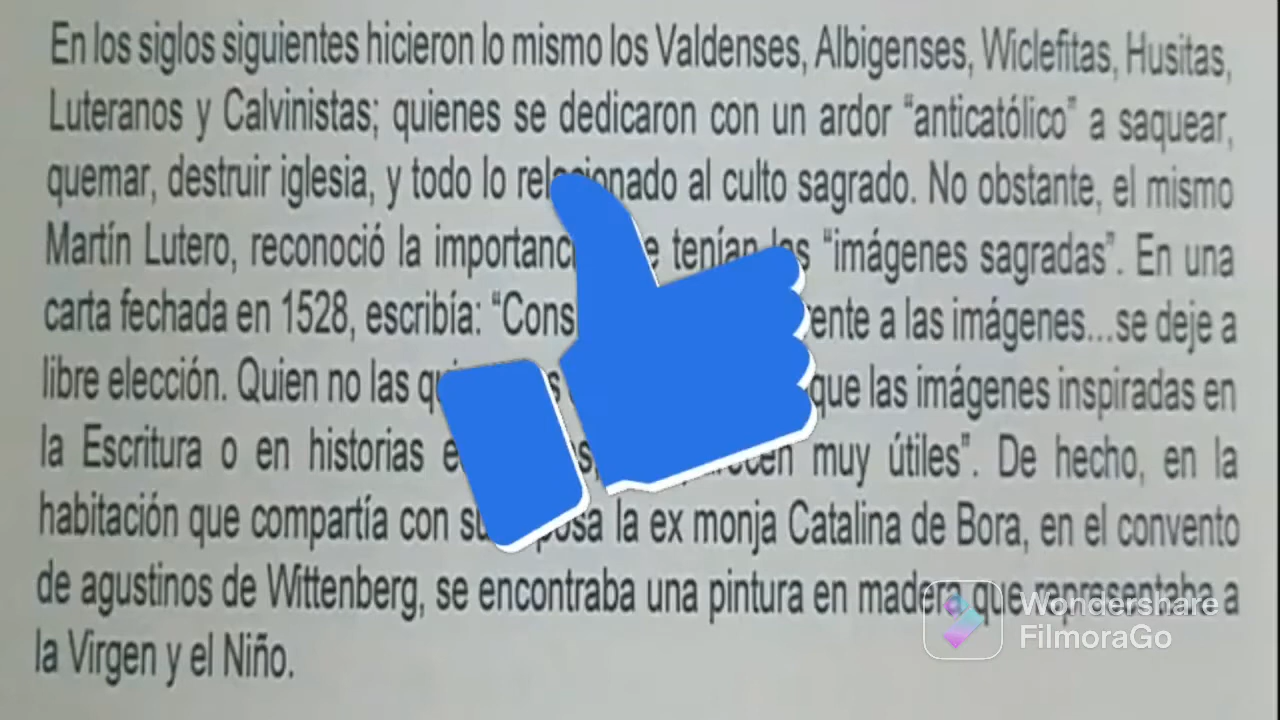 En los siglos siguientes hicieron lo mismo los Valdenses, Albigenses, Wiclefitas, Husitas,
Luteranos y Calvinistas; quienes se dedicaron con un ardor “anticatólico” a saquear,
quemar, destruir iglesia, y todo lo relacionado al culto sagrado. No obstante, el mismo
Martín Lutero, reconoció la tenían las “imágenes sagradas”. En una
carta fechada en 1528, escribía: a las imágenes...se deje a
libre elección. Quien no las que las imágenes inspiradas en
la Escritura o en historias muy útiles”. De hecho, en la
habitación que compartía con la ex monja Catalina de Bora, en el convento
de agustinos de Wittenberg, se encontraba una pintura en madera que representaba a
la Virgen y el Niño.
Wondershare
FilmoraGo